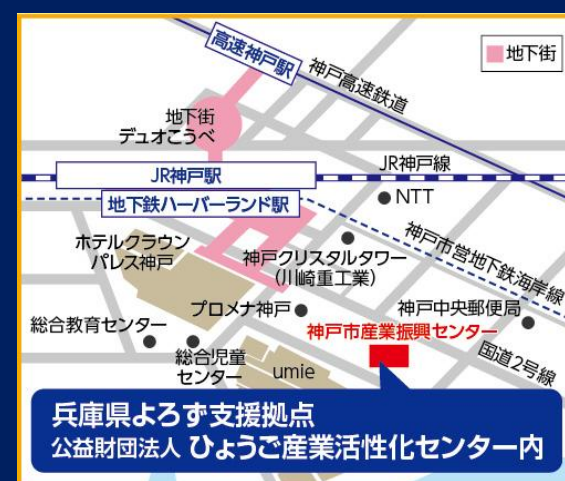 高速神戸駅
神戸高速鉄道
地下街
地下街
デュオこうべ
JR神戸駅
JR神戸線
地下鉄ハーバーランド駅
NTT
ホテルクラウン
パレス神戸
神戸クリスタルタワー
(川崎重工業)
神戸市営地下鉄海岸線
プロメナ神戸
神戸中央郵便局
総合教育センター
神戸市産業振興センター
総合児童
センター
umie
国道2号線
兵庫県よろず支援拠点
公益財団法人 ひょうご産業活性化センター内